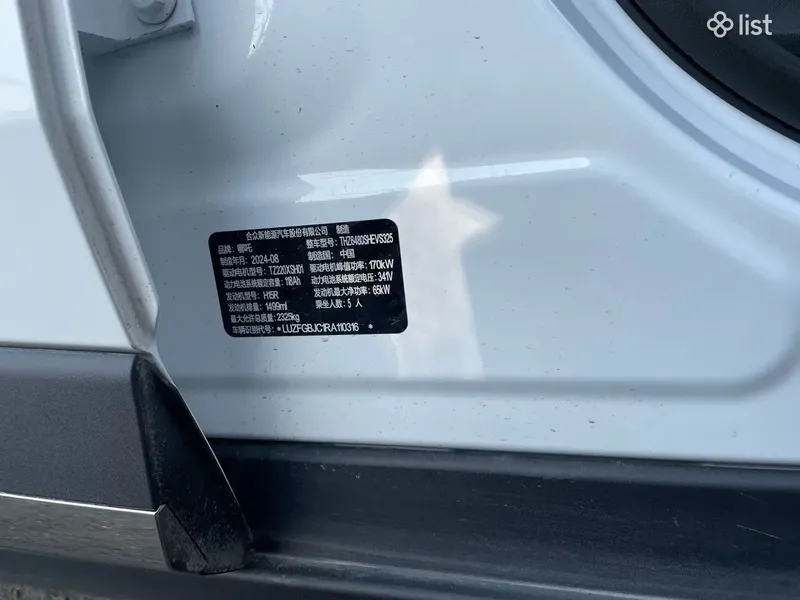 list
合众新能源汽车股份有限公司 制造
品牌：哪吒 整车型号：THZ6480SHEVS325
制造年月：2024-08 制造国：中国
驱动电机型号：TZ220XSH01 驱动电机峰值功率：170kW
动力电池系统额定容量：118Ah 动力电池系统额定电压：341V
发动机型号：H15R 发动机最大净功率：65kW
发动机排量：1499ml 乘坐人数：5 人
最大允许总质量：2325kg
车辆识别代号：*LUZFGBJC1RA110316 *